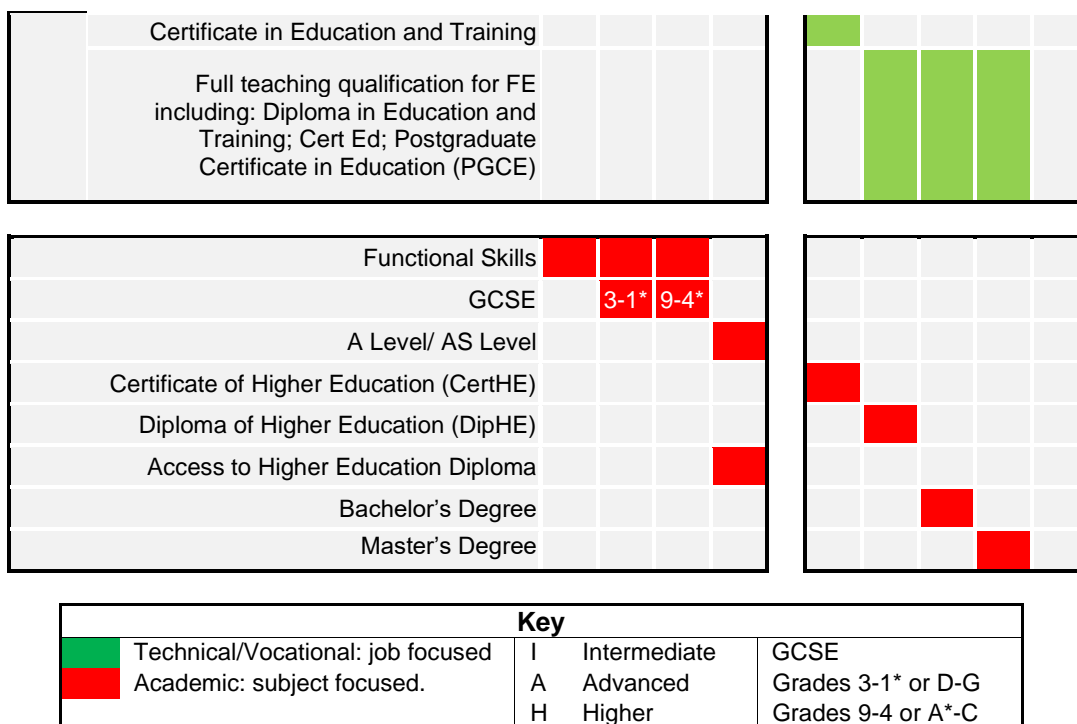 Certificate in Education and Training
Full teaching qualification for FE
including: Diploma in Education and
Training; Cert Ed; Postgraduate
Certificate in Education (PGCE)
Functional Skills
GCSE 3-1* 9-4*
A Level/ AS Level
Certificate of Higher Education (CertHE)
Diploma of Higher Education (DipHE)
Access to Higher Education Diploma
Bachelor’s Degree
Master’s Degree
Key
Technical/Vocational: job focused I Intermediate GCSE
Academic: subject focused. A Advanced Grades 3-1* or D-G
H Higher Grades 9-4 or A*-C